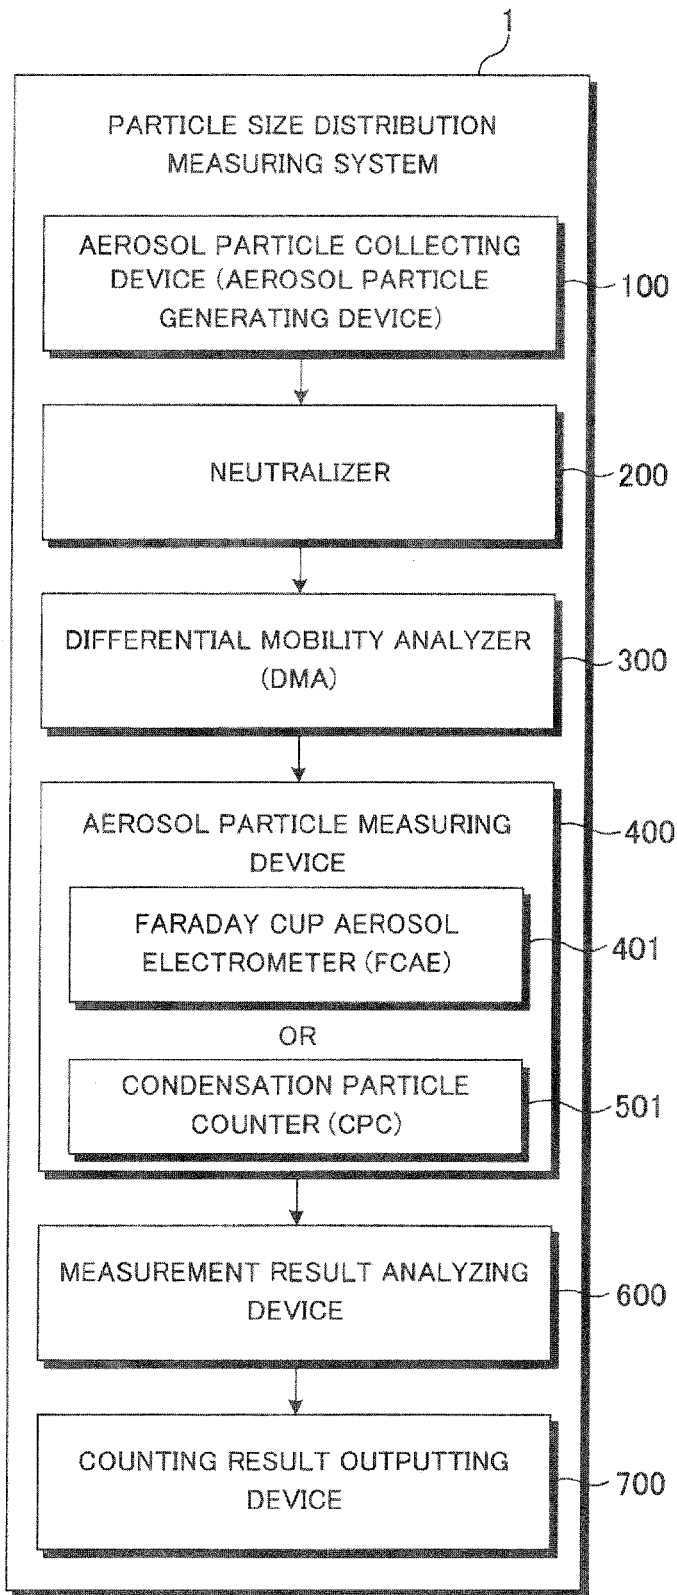 1
PARTICLE SIZE DISTRIBUTION
MEASURING SYSTEM
AEROSOL PARTICLE COLLECTING
DEVICE (AEROSOL PARTICLE
GENERATING DEVICE)
100
NEUTRALIZER
200
DIFFERENTIAL MOBILITY ANALYZER
(DMA)
300
AEROSOL PARTICLE MEASURING
DEVICE
400
FARADAY CUP AEROSOL
ELECTROMETER (FCAE)
401
OR
CONDENSATION PARTICLE
COUNTER (CPC)
501
MEASUREMENT RESULT ANALYZING
DEVICE
600
COUNTING RESULT OUTPUTTING
DEVICE
700